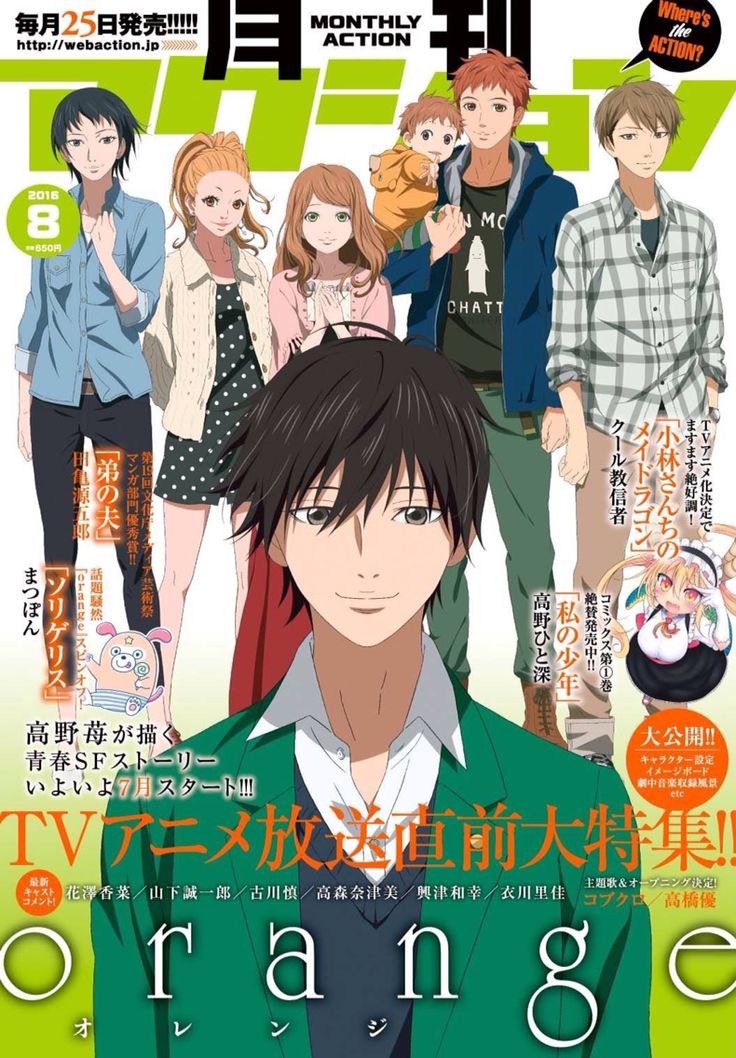 毎月25日発売!!!!!
http://webaction.jp
月刊
MONTHLY
ACTION
Where's
the
ACTION?
アクション
2016
8
650円
N MO
CHATT
TVアニメ化決定で
ますます絶好調!
「小林さんちの
メイドラゴン」
クール教信者
第19回文化庁メディア芸術祭
マンガ部門優秀賞!!
「弟の夫」
田亀源五郎
コミックス第①巻
絶賛発売中!!
「私の少年」
高野ひと深
話題騒然
『orange』スピンオフ!
「ソリゲリス」
まつぽん
高野苺が描く
青春SFストーリー
いよいよ7月スタート!!!
大公開!!
キャラクター設定
イメージボード
劇中音楽収録風景
etc
TVアニメ放送直前大特集!!
最新
キャスト
コメント!
花澤香菜/山下誠一郎/古川慎/高森奈津美/興津和幸/衣川里佳
主題歌&オープニング決定!
コブクロ/高橋優
orange
オレンジ